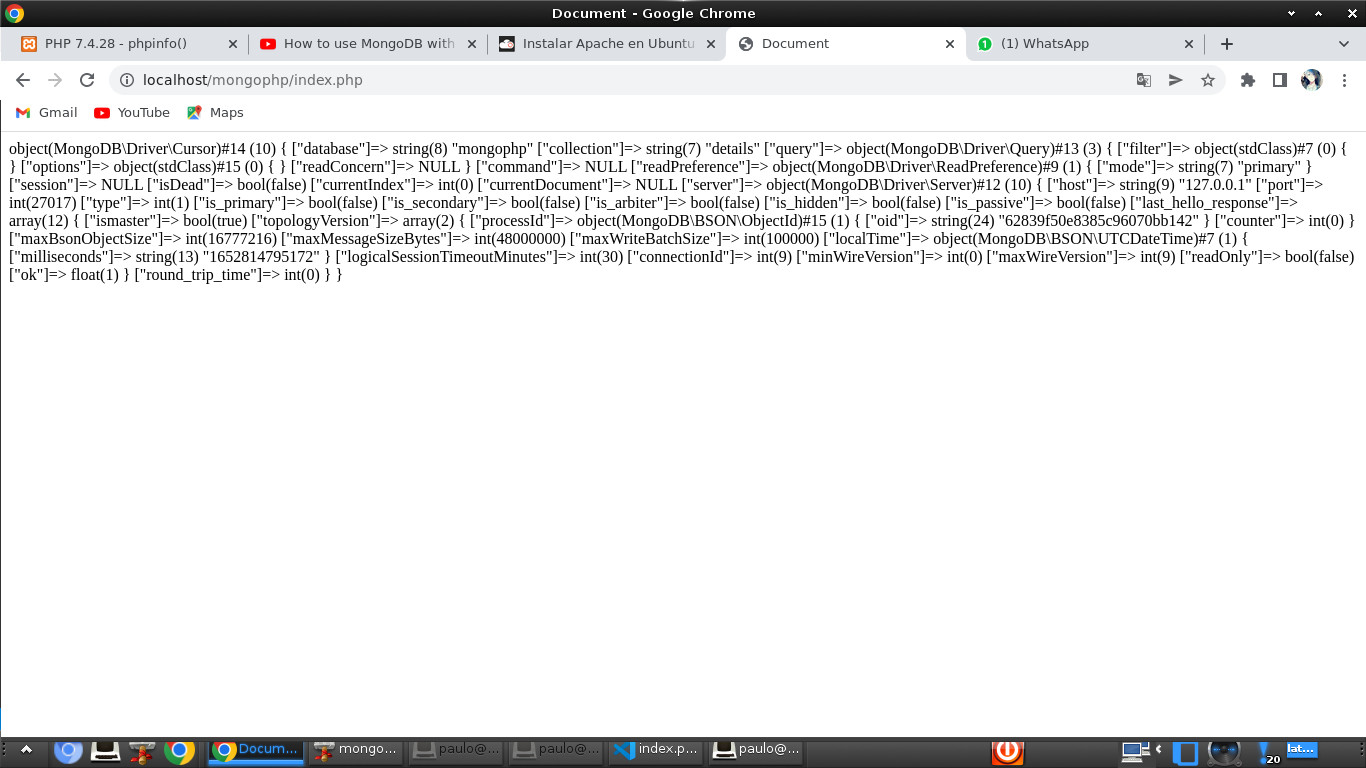 Document - Google Chrome
PHP 7.4.28 - phpinfo()
How to use MongoDB with
Instalar Apache en Ubuntu
Document
(1) WhatsApp
localhost/mongophp/index.php
Gmail
YouTube
Maps
object(MongoDB\Driver\Cursor)#14 (10) { ["database"]=> string(8) "mongophp" ["collection"]=> string(7) "details" ["query"]=> object(MongoDB\Driver\Query)#13 (3) { ["filter"]=> object(stdClass)#7 (0) {
} ["options"]=> object(stdClass)#15 (0) { } ["readConcern"]=> NULL } ["command"]=> NULL ["readPreference"]=> object(MongoDB\Driver\ReadPreference)#9 (1) { ["mode"]=> string(7) "primary" }
["session"]=> NULL ["isDead"]=> bool(false) ["currentIndex"]=> int(0) ["currentDocument"]=> NULL ["server"]=> object(MongoDB\Driver\Server)#12 (10) { ["host"]=> string(9) "127.0.0.1" ["port"]=>
int(27017) ["type"]=> int(1) ["is_primary"]=> bool(false) ["is_secondary"]=> bool(false) ["is_arbiter"]=> bool(false) ["is_hidden"]=> bool(false) ["is_passive"]=> bool(false) ["last_hello_response"]=>
array(12) { ["ismaster"]=> bool(true) ["topologyVersion"]=> array(2) { ["processId"]=> object(MongoDB\BSON\ObjectId)#15 (1) { ["oid"]=> string(24) "62839f50e8385c96070bb142" } ["counter"]=> int(0) }
["maxBsonObjectSize"]=> int(16777216) ["maxMessageSizeBytes"]=> int(48000000) ["maxWriteBatchSize"]=> int(100000) ["localTime"]=> object(MongoDB\BSON\UTCDateTime)#7 (1) {
["milliseconds"]=> string(13) "1652814795172" } ["logicalSessionTimeoutMinutes"]=> int(30) ["connectionId"]=> int(9) ["minWireVersion"]=> int(0) ["maxWireVersion"]=> int(9) ["readOnly"]=> bool(false)
["ok"]=> float(1) } ["round_trip_time"]=> int(0) } }
Docum...
mongo...
paulo@...
paulo@...
index.p...
paulo@...
20
lat...